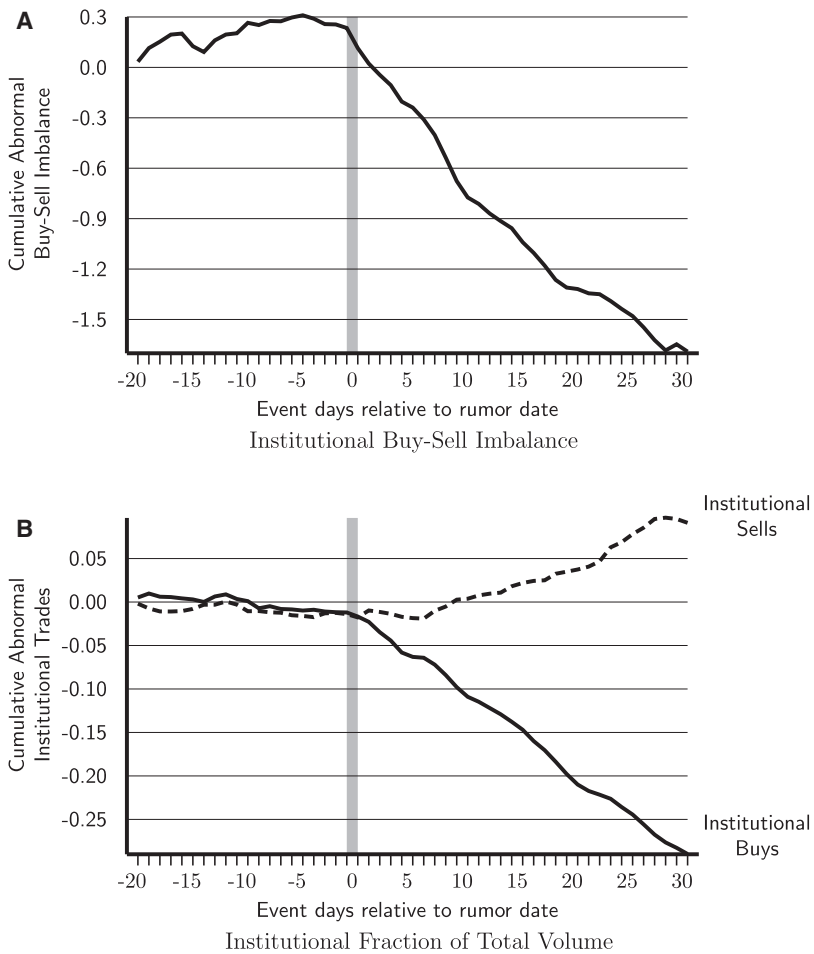 A
Cumulative Abnormal
Buy-Sell Imbalance
0.3
0.0
-0.3
-0.6
-0.9
-1.2
-1.5
-20 -15 -10 -5 0 5 10 15 20 25 30
Event days relative to rumor date
Institutional Buy-Sell Imbalance
B
Cumulative Abnormal
Institutional Trades
0.05
0.00
-0.05
-0.10
-0.15
-0.20
-0.25
Institutional
Sells
Institutional
Buys
-20 -15 -10 -5 0 5 10 15 20 25 30
Event days relative to rumor date
Institutional Fraction of Total Volume